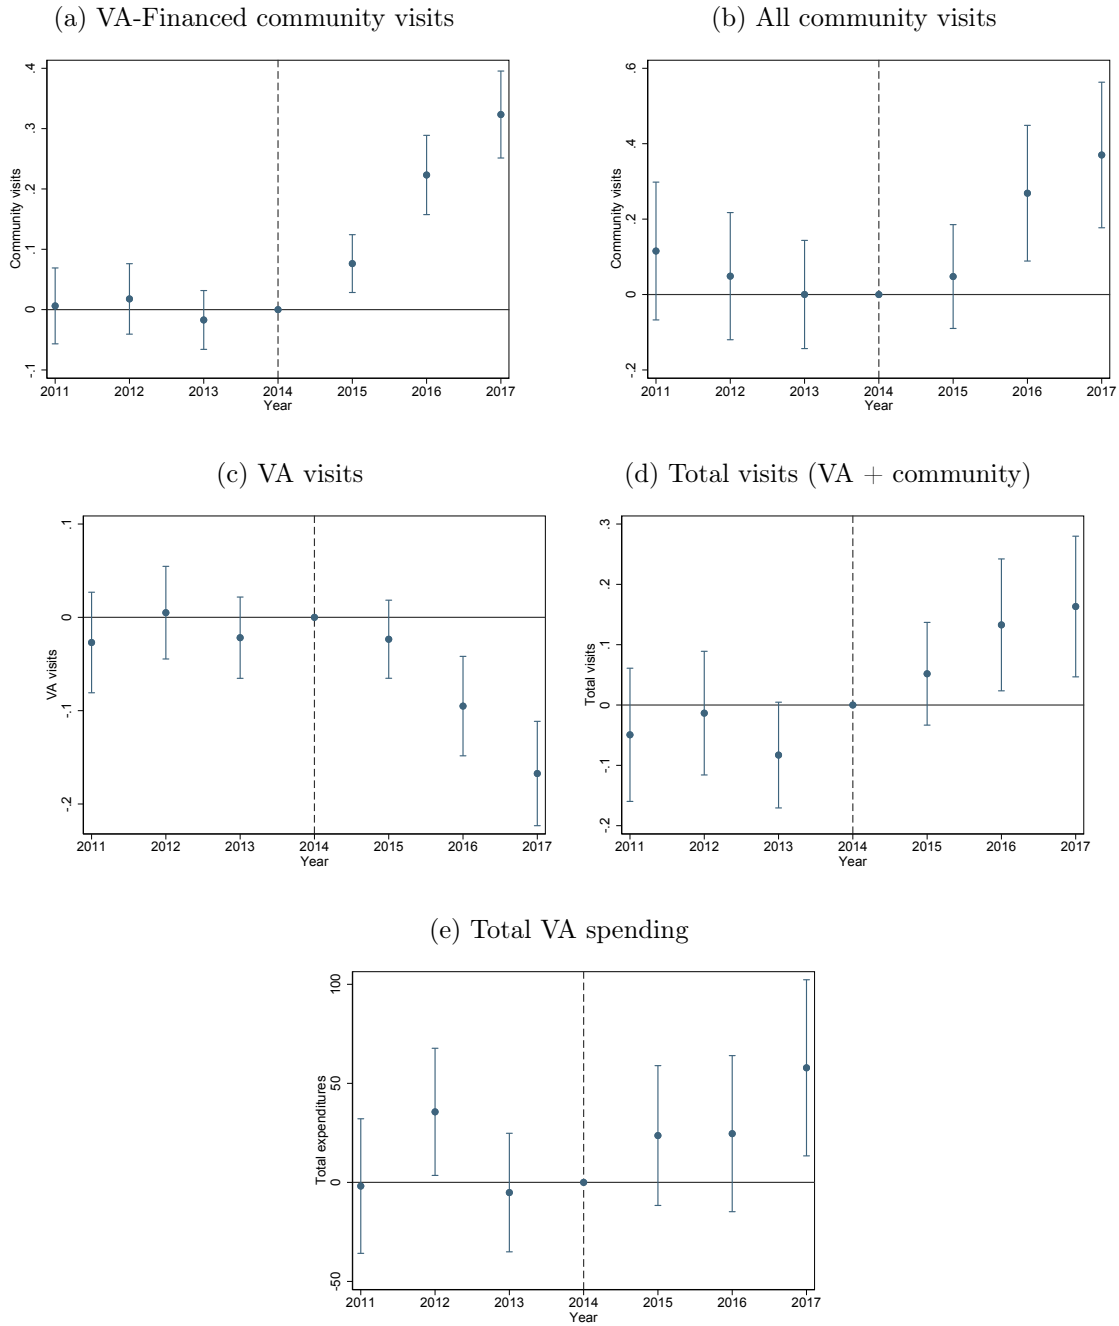 (a) VA-Financed community visits
(b) All community visits
Community visits
.4
.3
.2
.1
0
-.1
2011 2012 2013 2014 2015 2016 2017
Year
Community visits
.6
.4
.2
0
-.2
2011 2012 2013 2014 2015 2016 2017
Year
(c) VA visits
(d) Total visits (VA + community)
VA visits
.1
0
-.1
-.2
2011 2012 2013 2014 2015 2016 2017
Year
Total visits
.3
.2
.1
0
-.1
-.2
2011 2012 2013 2014 2015 2016 2017
Year
(e) Total VA spending
Total expenditures
100
50
0
-50
2011 2012 2013 2014 2015 2016 2017
Year